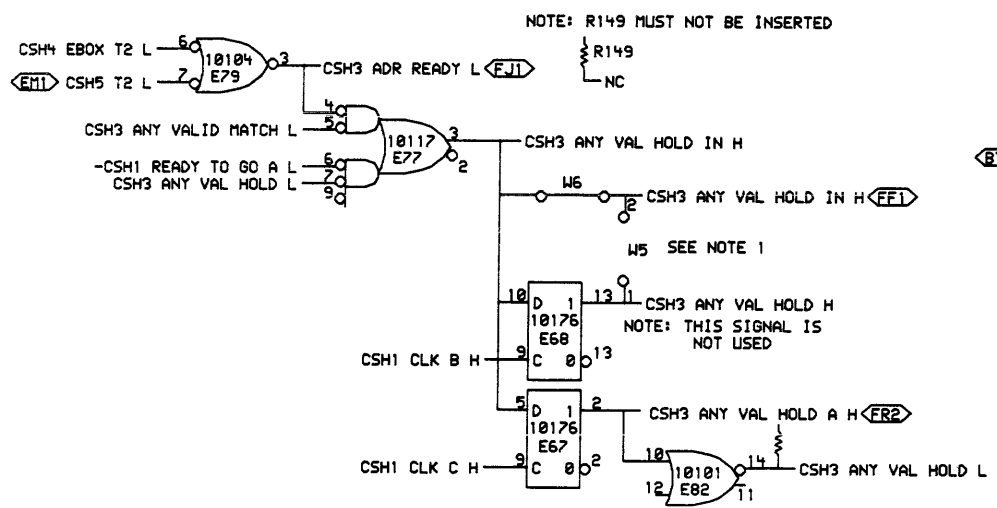 NOTE: R149 MUST NOT BE INSERTED
R149
NC
CSH4 EBOX T2 L
6
10104
E79
3
CSH3 ADR READY L
FJ1
EM1
CSH5 T2 L
7
4
CSH3 ANY VALID MATCH L
5
10117
E77
3
CSH3 ANY VAL HOLD IN H
2
-CSH1 READY TO GO A L
6
CSH3 ANY VAL HOLD L
7
9
W6
CSH3 ANY VAL HOLD IN H
FF1
2
W5 SEE NOTE 1
10
D 1
13
1
CSH3 ANY VAL HOLD H
10176
E68
NOTE: THIS SIGNAL IS
NOT USED
CSH1 CLK B H
9
C 0
13
5
D 1
2
CSH3 ANY VAL HOLD A H
FR2
10176
E67
CSH1 CLK C H
9
C 0
2
10
10101
E82
14
CSH3 ANY VAL HOLD L
12
11